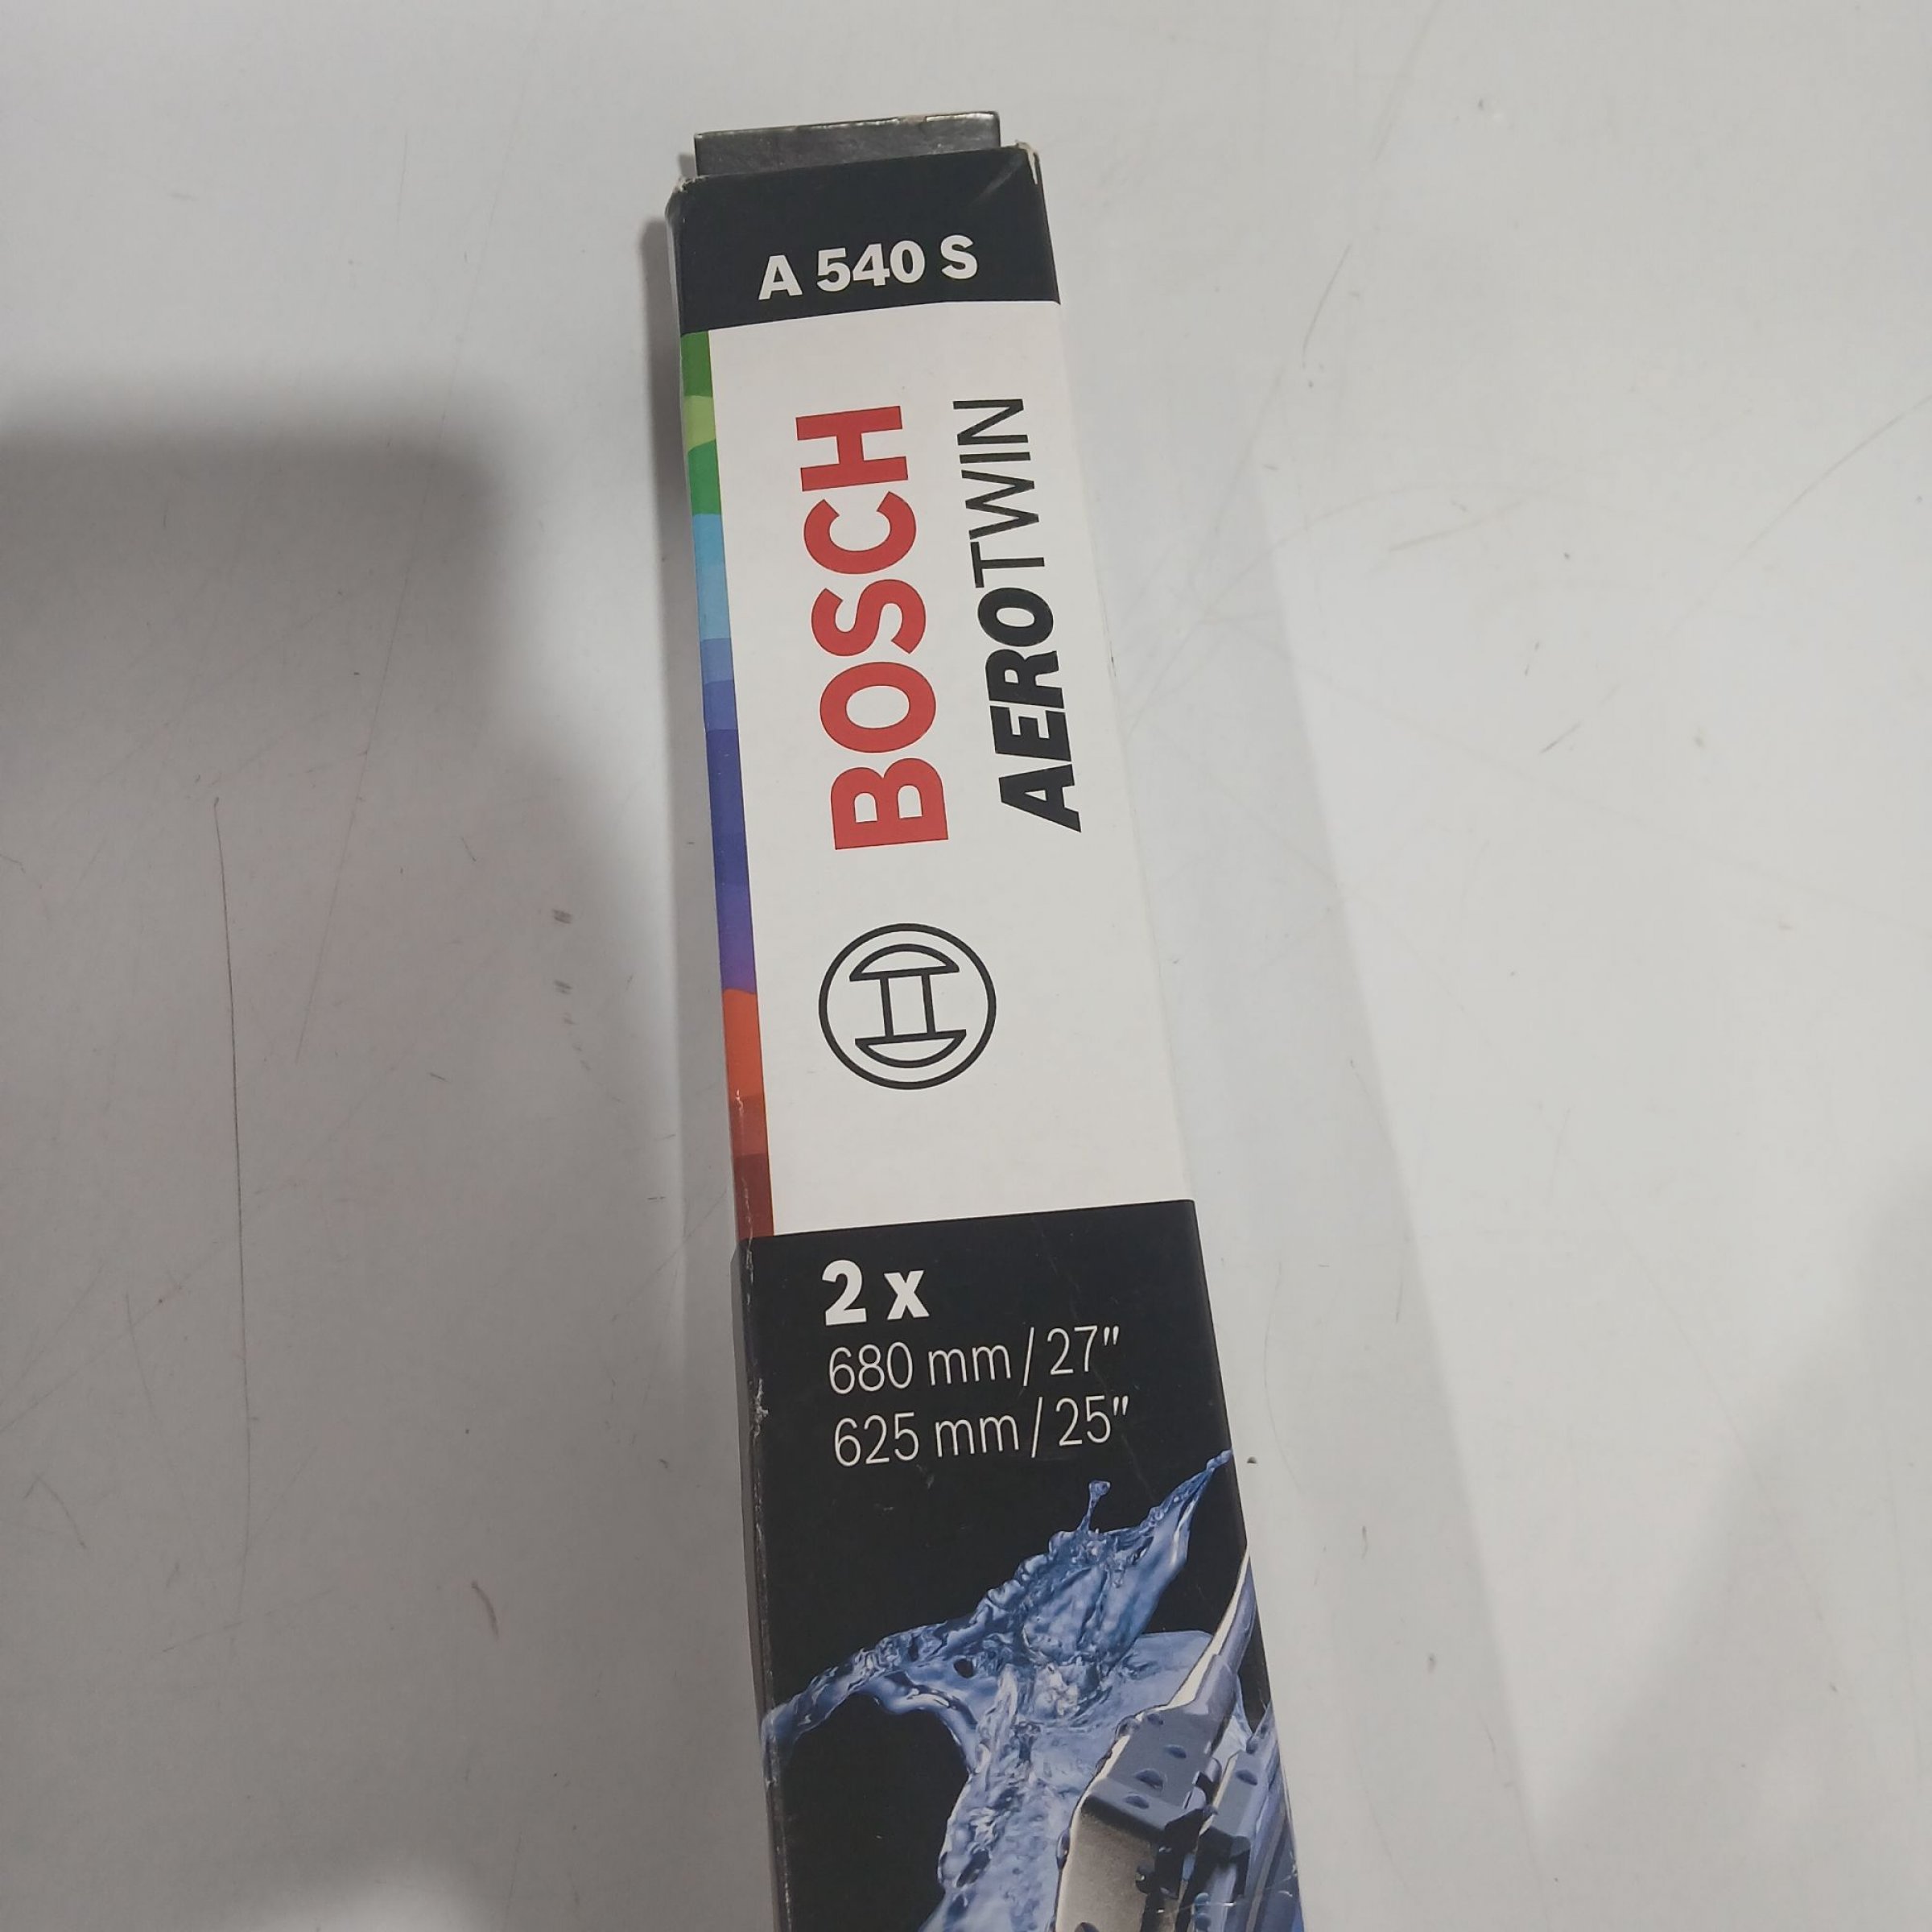 A 540 S
BOSCH
AEROTWIN
2 x
680 mm / 27"
625 mm / 25"